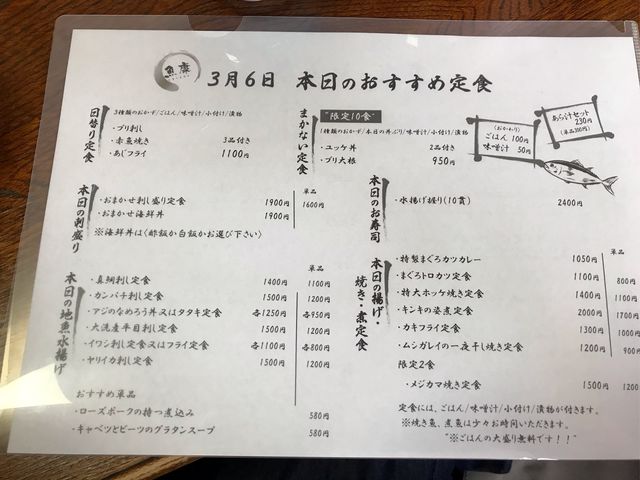 魚庵
3月6日 本日のおすすめ定食
日替り定食
3種類のおかず/ごはん/味噌汁/小付け/漬物
・ブリ刺し
・赤魚焼き 3品付き
・あじフライ 1100円
まかない定食
"限定10食"
1種類のおかず/本日の丼ぶり/味噌汁/小付け/漬物
・ユッケ丼 2品付き
・ブリ大根 950円
(おかわり)
ごはん 100円
味噌汁 50円
あら汁セット
230円
(単品350円)
本日の刺盛り
単品
・おまかせ刺し盛り定食 1900円 1600円
・おまかせ海鮮丼 1900円
※海鮮丼は〈酢飯か白飯かお選び下さい〉
本日のお寿司
・水揚げ握り(10貫) 2400円
本日の地魚水揚げ
単品
・真鯛刺し定食 1400円 1100円
・カンパチ刺し定食 1500円 1200円
・アジのなめろう丼又はタタキ定食 各1250円 各950円
・大洗産平目刺し定食 1500円 1200円
・イワシ刺し定食又はフライ定食 各1100円 各800円
・ヤリイカ刺し定食 1500円 1200円
おすすめ単品
・ローズポークの持つ煮込み 580円
・キャベツとビーツのグラタンスープ 580円
本日の揚げ・焼き・煮定食
単品
・特製まぐろカツカレー 1050円
・まぐろトロカツ定食 1100円 800円
・特大ホッケ焼き定食 1400円 1100円
・キンキの姿煮定食 2000円 1700円
・カキフライ定食 1300円 1000円
・ムシガレイの一夜干し焼き定食 1200円 900円
限定2食
・メジカマ焼き定食 1500円 1200円
定食には、ごはん/味噌汁/小付け/漬物が付きます。
※焼き魚、煮魚は少々お時間いただきます。
"※ごはんの大盛り無料です！！"